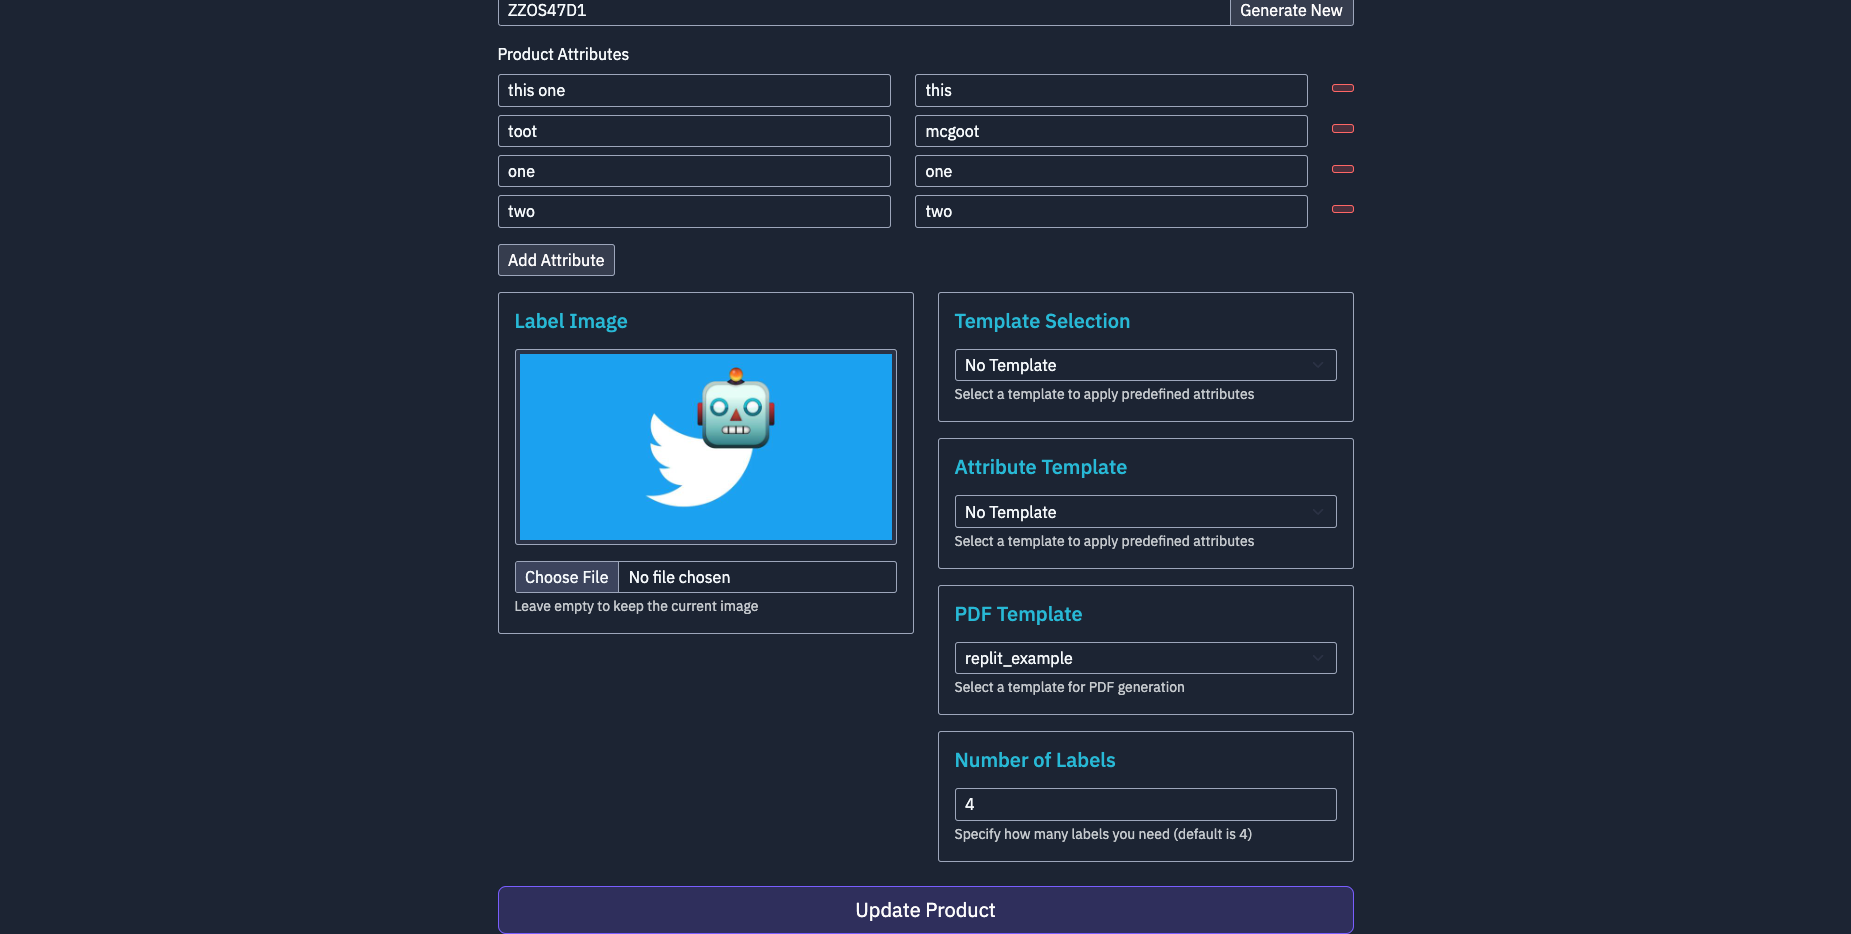 ZZOS47D1 Generate New
Product Attributes
this one this
toot mcgoot
one one
two two
Add Attribute
Label Image
Choose File No file chosen
Leave empty to keep the current image
Template Selection
No Template
Select a template to apply predefined attributes
Attribute Template
No Template
Select a template to apply predefined attributes
PDF Template
replit_example
Select a template for PDF generation
Number of Labels
4
Specify how many labels you need (default is 4)
Update Product